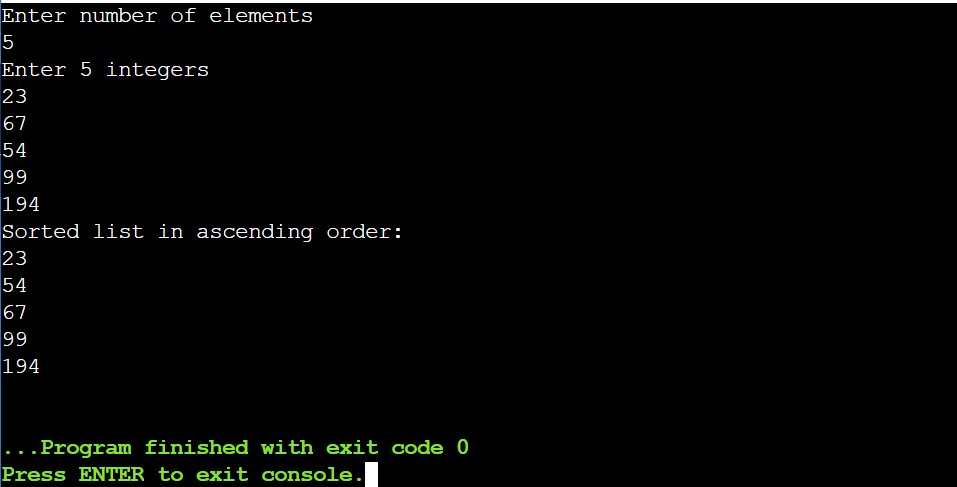 Enter number of elements
5
Enter 5 integers
23
67
54
99
194
Sorted list in ascending order:
23
54
67
99
194
...Program finished with exit code 0
Press ENTER to exit console.